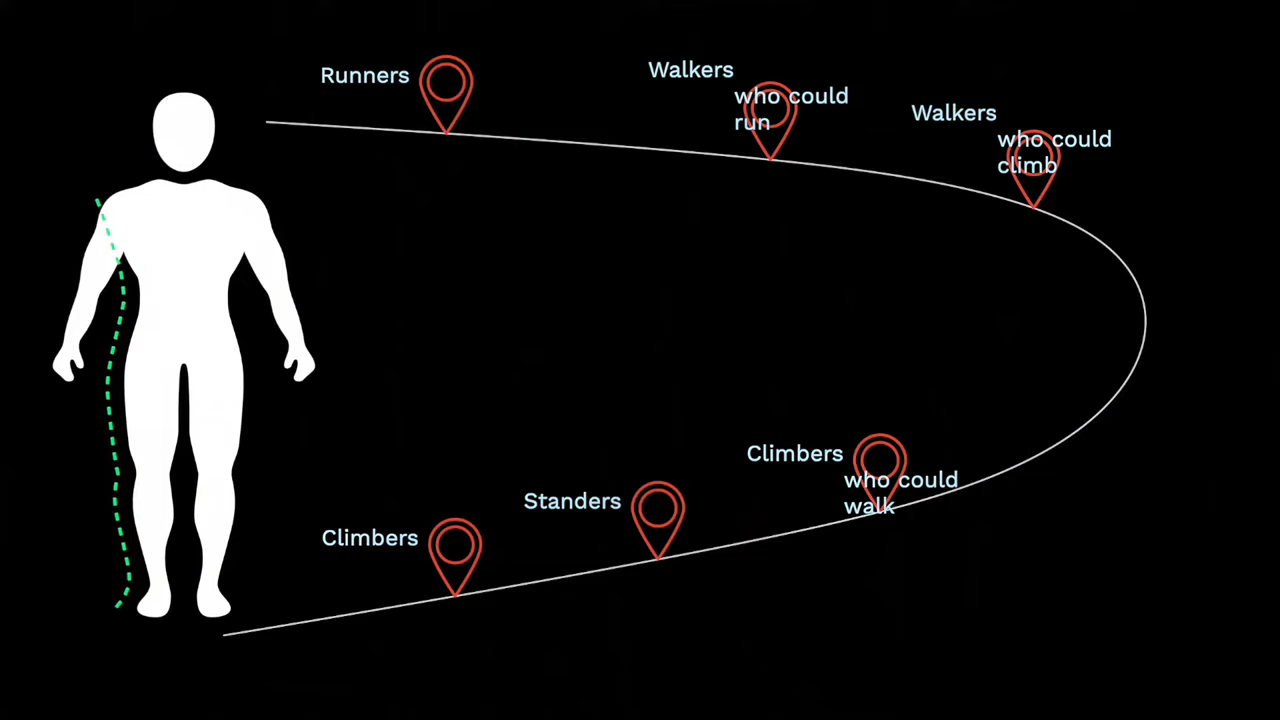 Runners
Walkers
who could
run
Walkers
who could
climb
Climbers
who could
walk
Standers
Climbers